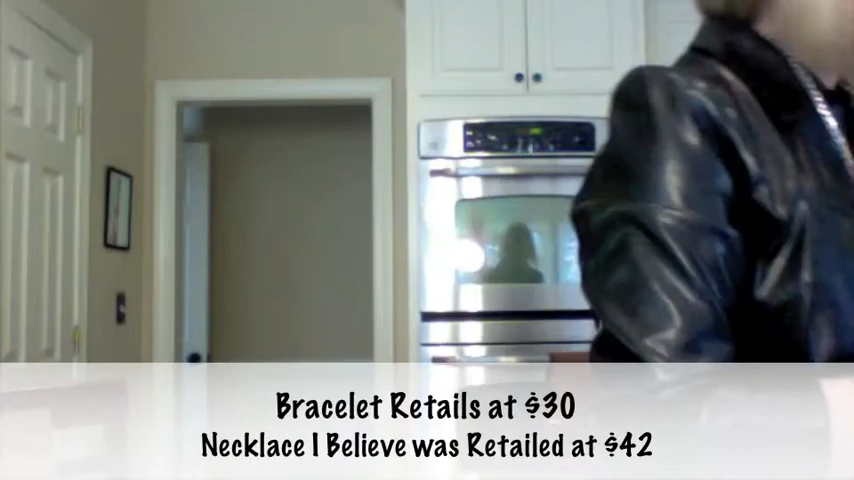 Bracelet Retails at $30
Necklace I Believe was Retailed at $42